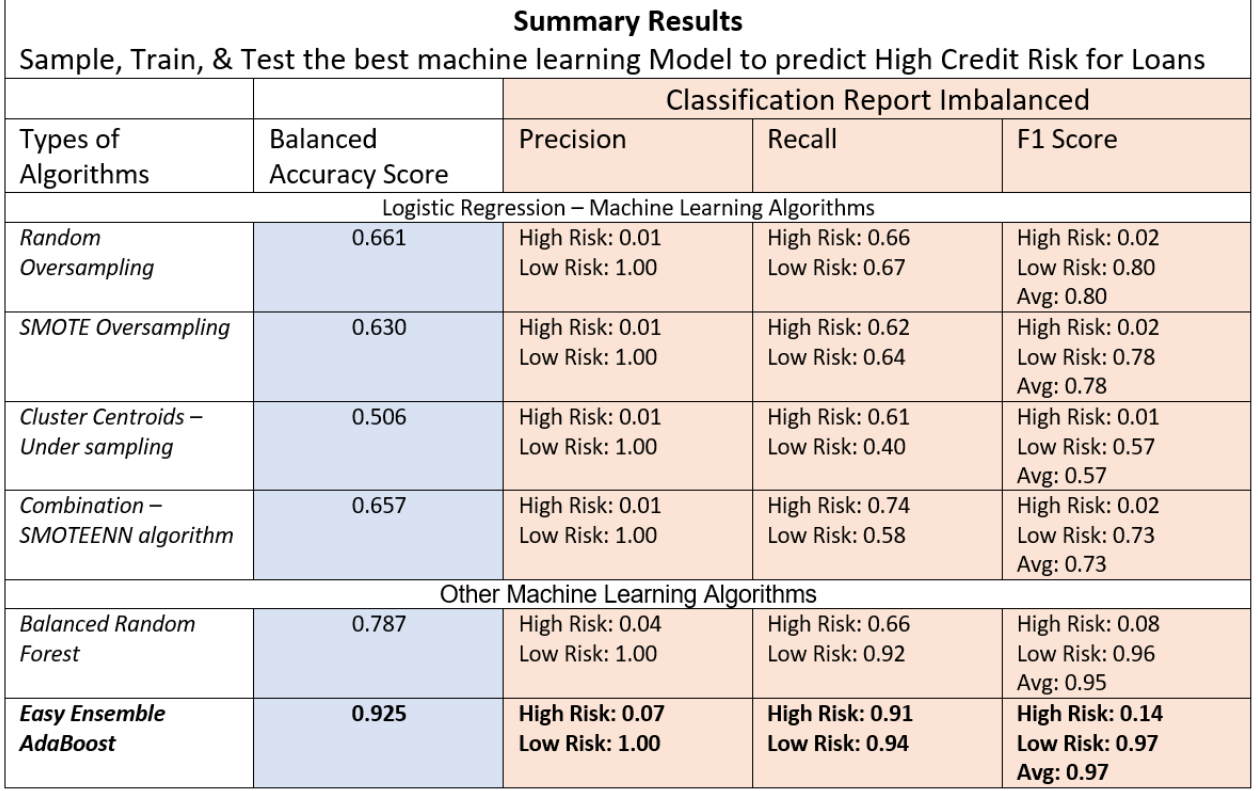 Summary Results
Sample, Train, & Test the best machine learning Model to predict High Credit Risk for Loans
Classification Report Imbalanced
Types of Algorithms
Balanced Accuracy Score
Precision
Recall
F1 Score
Logistic Regression – Machine Learning Algorithms
Random
Oversampling
0.661
High Risk: 0.01
Low Risk: 1.00
High Risk: 0.66
Low Risk: 0.67
High Risk: 0.02
Low Risk: 0.80
Avg: 0.80
SMOTE Oversampling
0.630
High Risk: 0.01
Low Risk: 1.00
High Risk: 0.62
Low Risk: 0.64
High Risk: 0.02
Low Risk: 0.78
Avg: 0.78
Cluster Centroids –
Under sampling
0.506
High Risk: 0.01
Low Risk: 1.00
High Risk: 0.61
Low Risk: 0.40
High Risk: 0.01
Low Risk: 0.57
Avg: 0.57
Combination –
SMOTEENN algorithm
0.657
High Risk: 0.01
Low Risk: 1.00
High Risk: 0.74
Low Risk: 0.58
High Risk: 0.02
Low Risk: 0.73
Avg: 0.73
Other Machine Learning Algorithms
Balanced Random
Forest
0.787
High Risk: 0.04
Low Risk: 1.00
High Risk: 0.66
Low Risk: 0.92
High Risk: 0.08
Low Risk: 0.96
Avg: 0.95
Easy Ensemble
AdaBoost
0.925
High Risk: 0.07
Low Risk: 1.00
High Risk: 0.91
Low Risk: 0.94
High Risk: 0.14
Low Risk: 0.97
Avg: 0.97